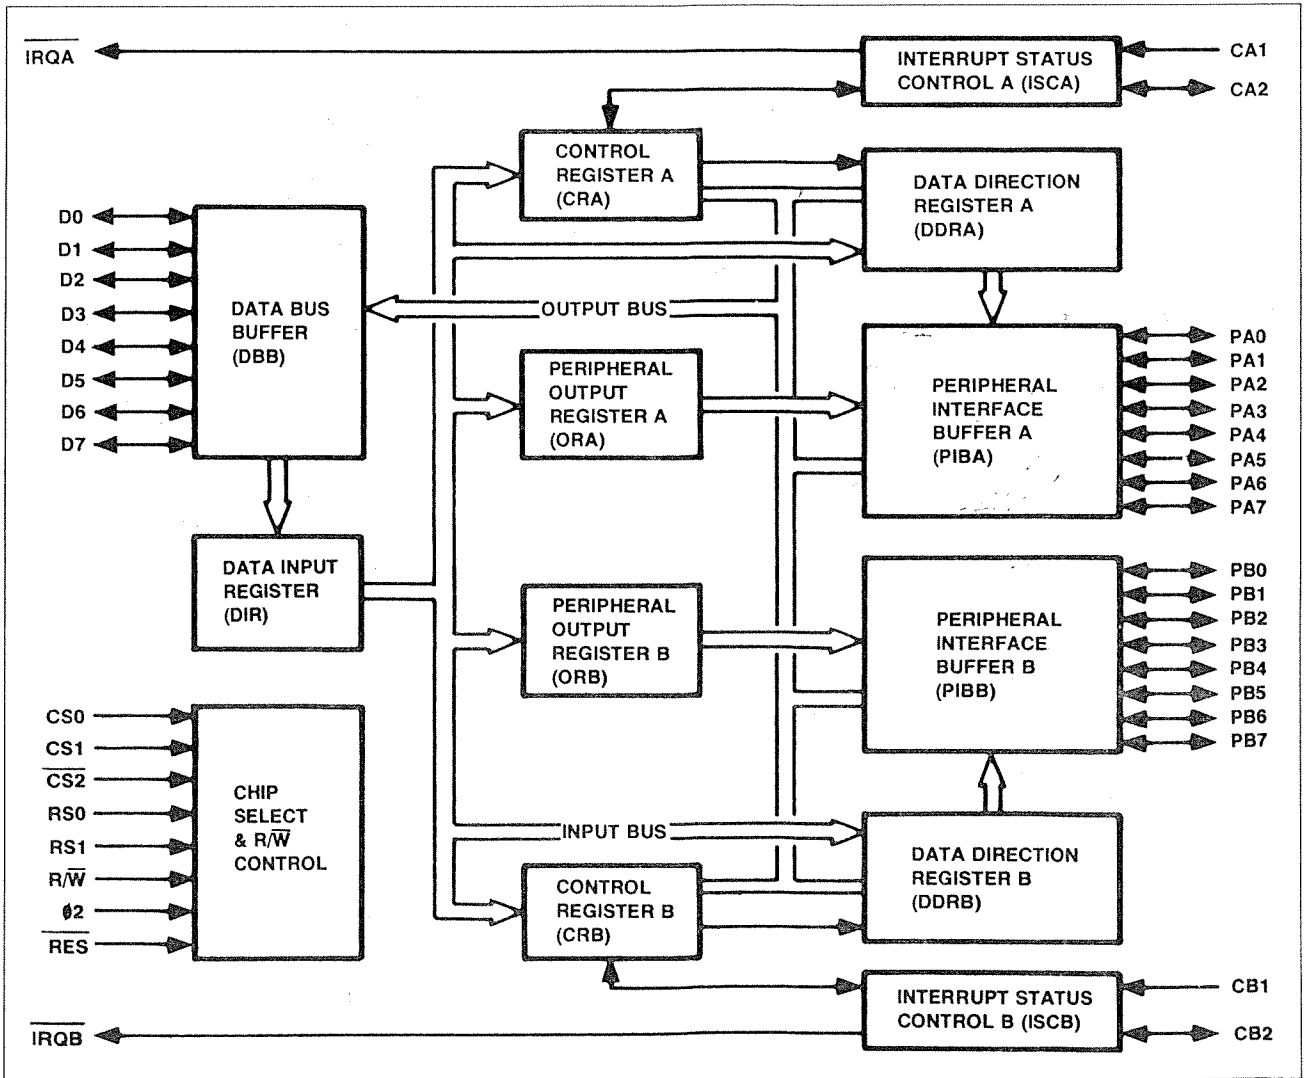 IRQA
INTERRUPT STATUS
CONTROL A (ISCA)
CA1
CA2
CONTROL
REGISTER A
(CRA)
DATA DIRECTION
REGISTER A
(DDRA)
D0
D1
D2
D3
D4
D5
D6
D7
DATA BUS
BUFFER
(DBB)
OUTPUT BUS
PERIPHERAL
OUTPUT
REGISTER A
(ORA)
PERIPHERAL
INTERFACE
BUFFER A
(PIBA)
PA0
PA1
PA2
PA3
PA4
PA5
PA6
PA7
DATA INPUT
REGISTER
(DIR)
PERIPHERAL
OUTPUT
REGISTER B
(ORB)
PERIPHERAL
INTERFACE
BUFFER B
(PIBB)
PB0
PB1
PB2
PB3
PB4
PB5
PB6
PB7
CS0
CS1
CS2
RS0
RS1
R/W
ϕ2
RES
CHIP
SELECT
& R/W
CONTROL
INPUT BUS
CONTROL
REGISTER B
(CRB)
DATA DIRECTION
REGISTER B
(DDRB)
INTERRUPT STATUS
CONTROL B (ISCB)
CB1
CB2
IRQB